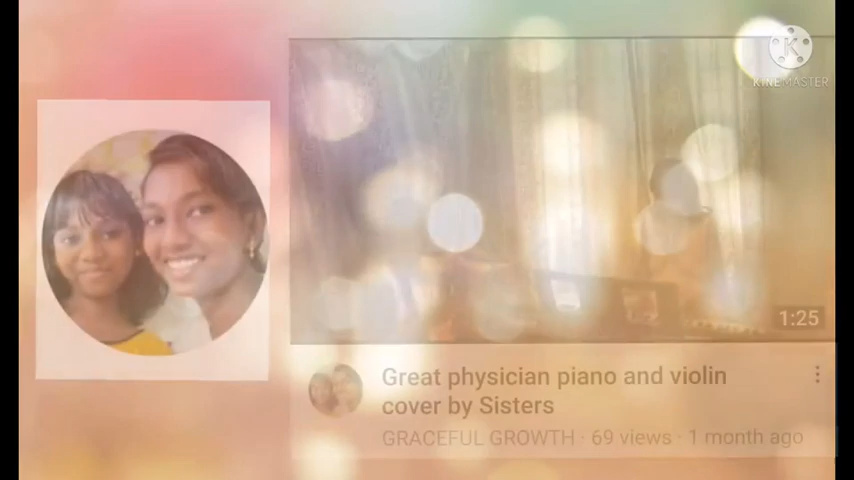 K
KINEMASTER
1:25
Great physician piano and violin
cover by Sisters
GRACEFUL GROWTH · 69 views · 1 month ago